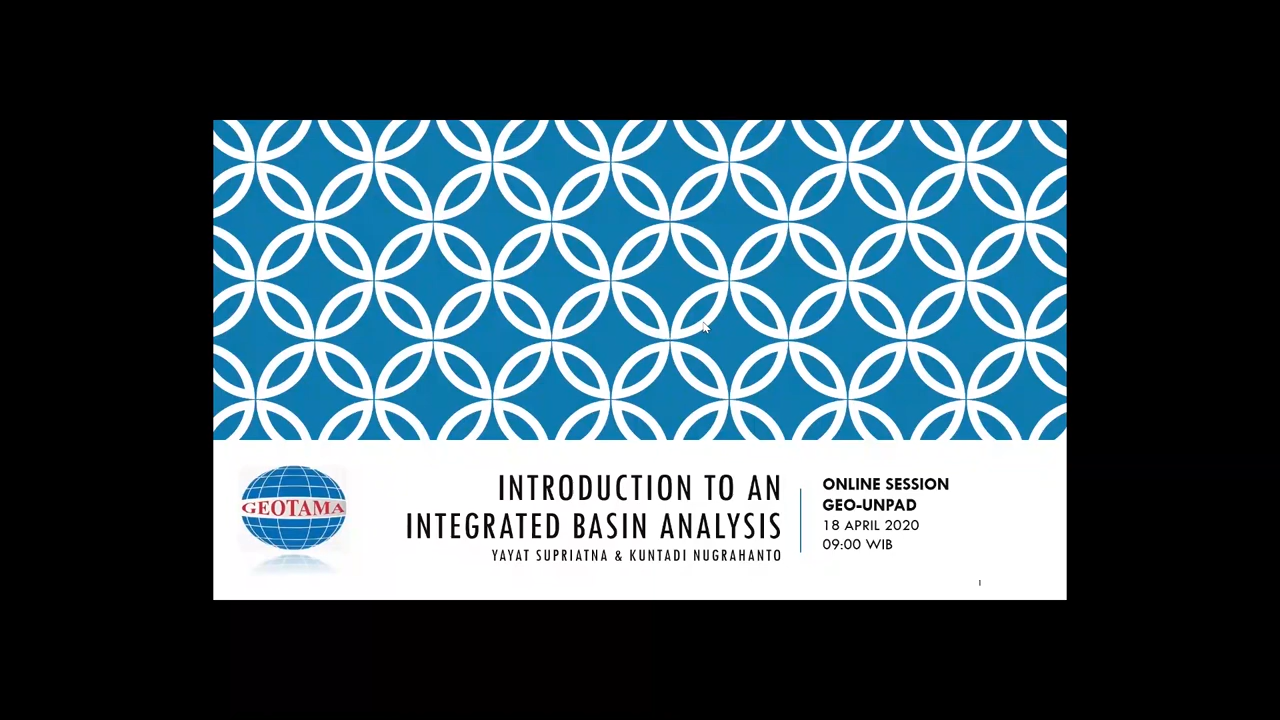 GEOTAMA
INTRODUCTION TO AN
INTEGRATED BASIN ANALYSIS
YAYAT SUPRIATNA & KUNTADI NUGRAHANTO
ONLINE SESSION
GEO-UNPAD
18 APRIL 2020
09:00 WIB
1